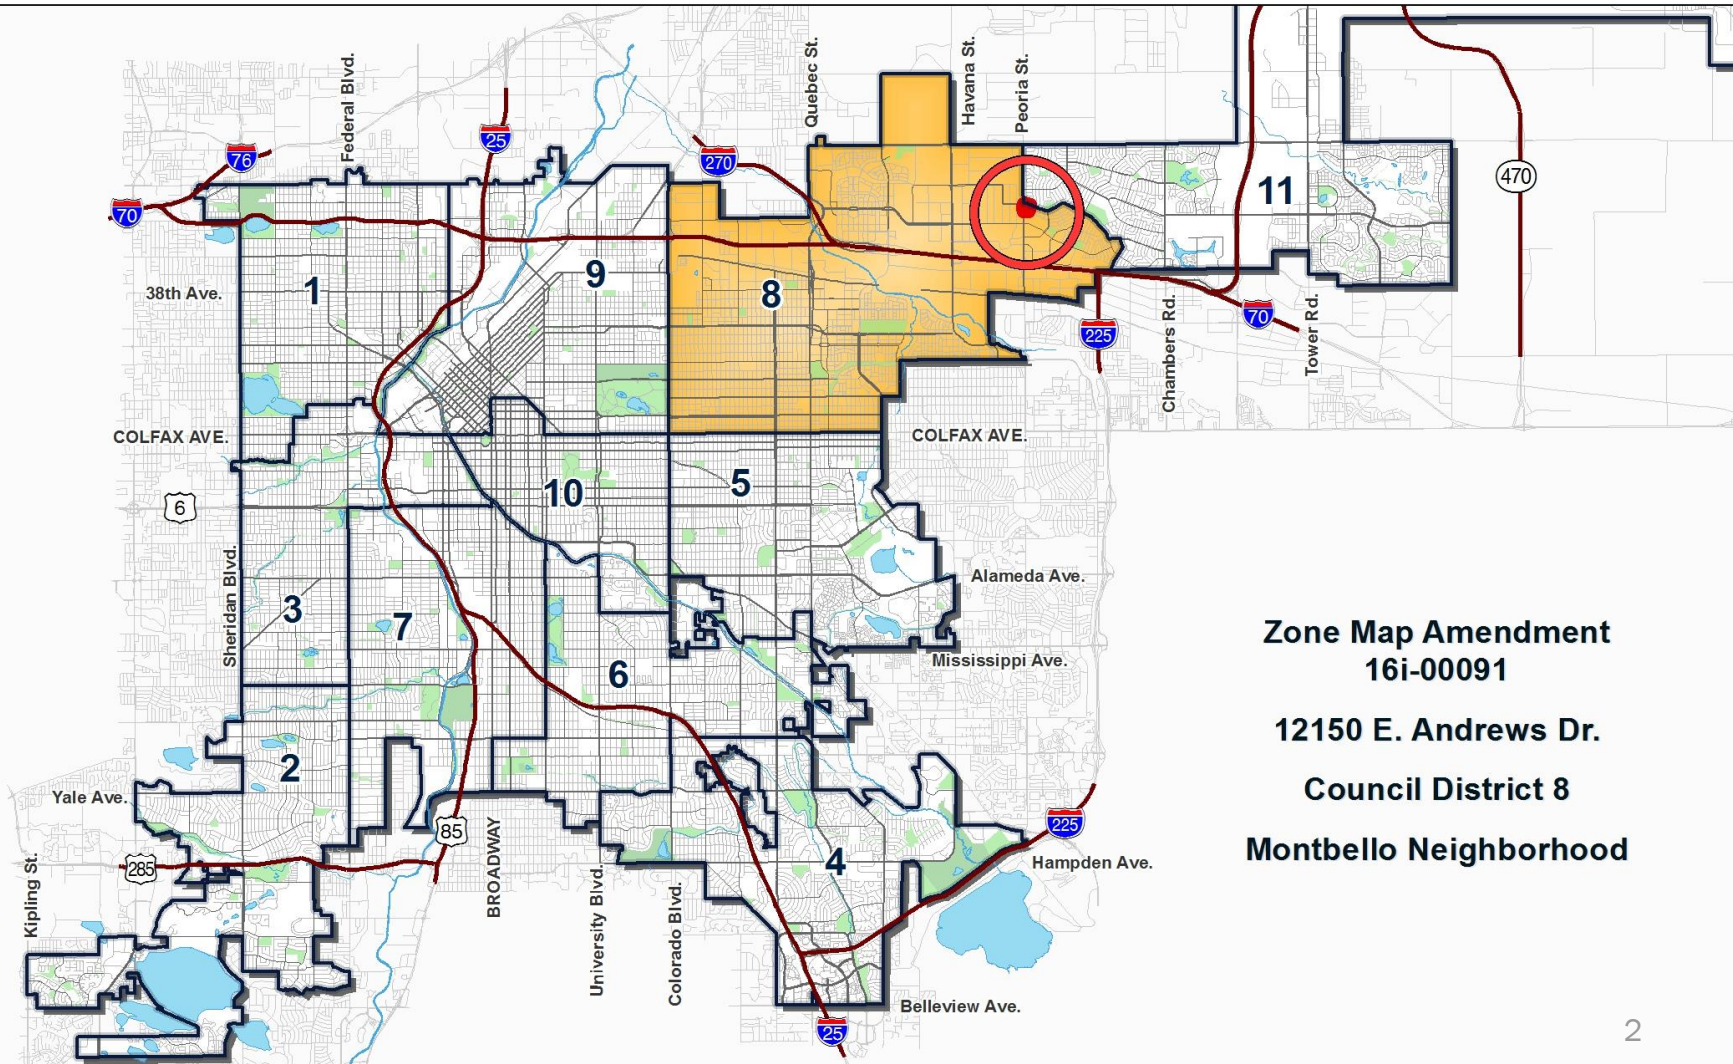 Federal Blvd.
Quebec St.
Havana St.
Peoria St.
25
76
270
470
70
11
1
9
8
38th Ave.
225
70
Chambers Rd.
Tower Rd.
COLFAX AVE.
COLFAX AVE.
6
10
5
Sheridan Blvd.
Alameda Ave.
3
7
Mississippi Ave.
6
Zone Map Amendment
16i-00091
12150 E. Andrews Dr.
Council District 8
Montbello Neighborhood
2
Yale Ave.
85
225
285
4
Hampden Ave.
Kipling St.
BROADWAY
University Blvd.
Colorado Blvd.
Belleview Ave.
25
2